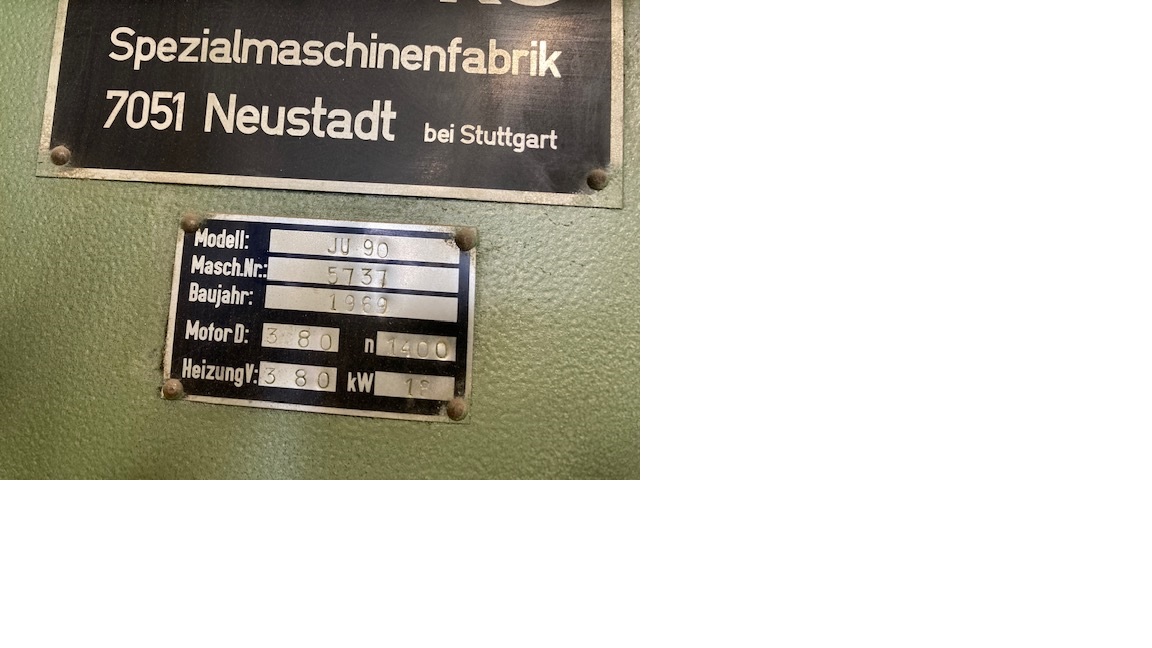 Spezialmaschinenfabrik
7051 Neustadt bei Stuttgart
Modell: JU 90
Masch.Nr.: 5737
Baujahr: 1969
Motor D: 380 n 1400
Heizung V: 380 kW